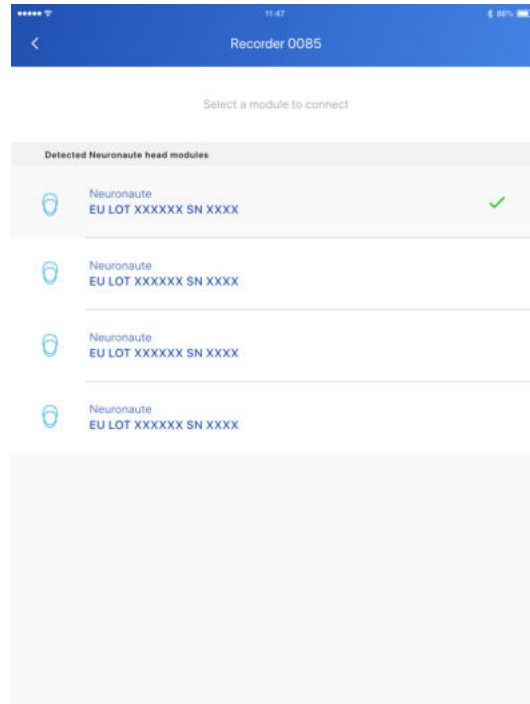 11:47
86%
Recorder 0085
Select a module to connect
Detected Neuronaute head modules
Neuronaute
EU LOT XXXXXX SN XXXX
Neuronaute
EU LOT XXXXXX SN XXXX
Neuronaute
EU LOT XXXXXX SN XXXX
Neuronaute
EU LOT XXXXXX SN XXXX